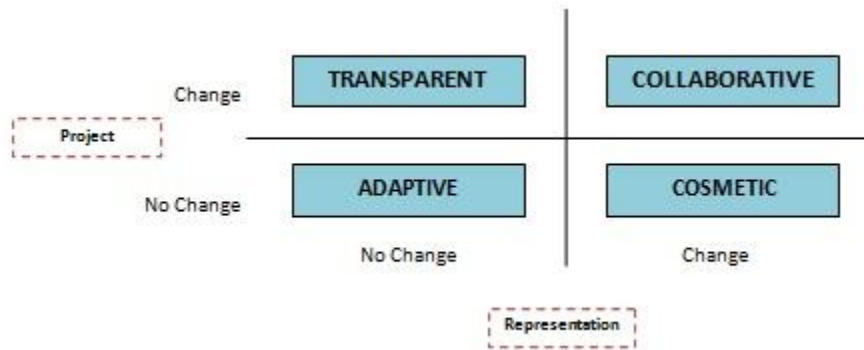 TRANSPARENT
COLLABORATIVE
Change
Project
ADAPTIVE
COSMETIC
No Change
No Change
Change
Representation